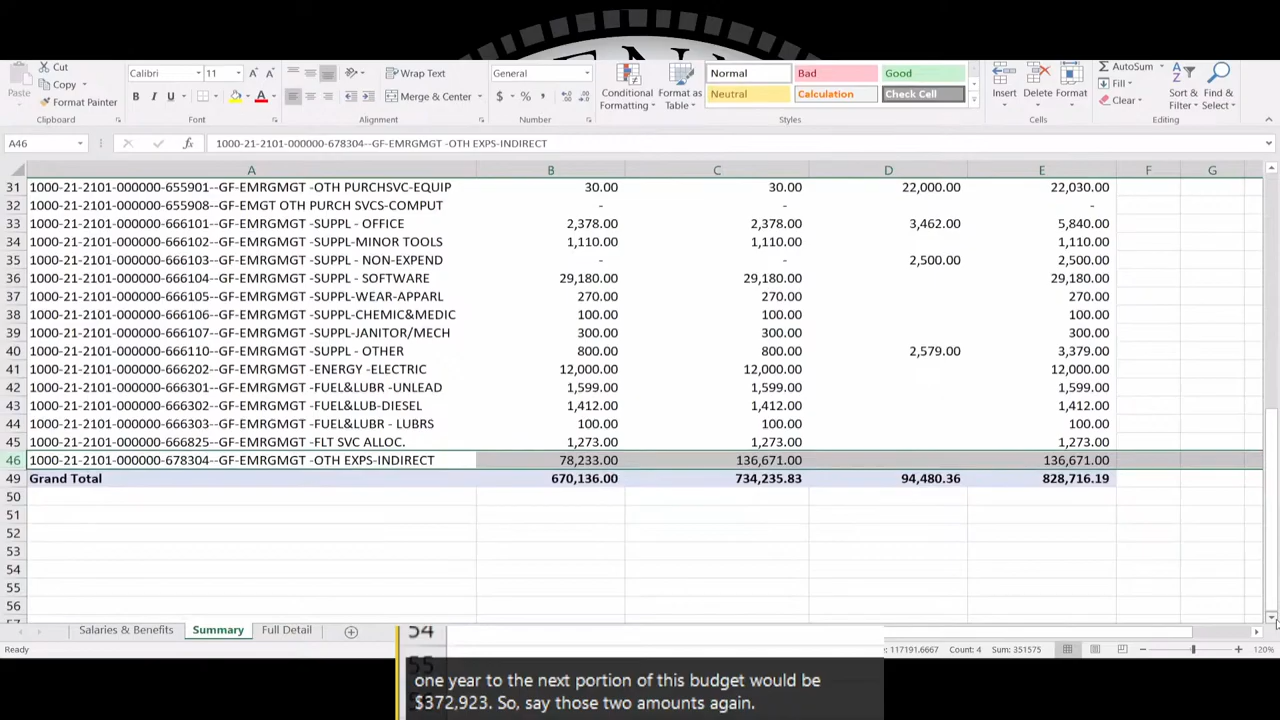 Cut
Copy
Format Painter
Paste
Clipboard
Calibri 11
B I U
Font
Wrap Text
Merge & Center
Alignment
General
$ % ,
Number
Conditional Formatting
Format as Table
Normal Bad Good
Neutral Calculation Check Cell
Styles
Insert Delete Format
Cells
AutoSum
Fill
Clear
Sort & Filter
Find & Select
Editing
A46 fx 1000-21-2101-000000-678304--GF-EMRGMGT -OTH EXPS-INDIRECT
A B C D E F G
31 1000-21-2101-000000-655901--GF-EMRGMGT -OTH PURCHSVC-EQUIP 30.00 30.00 22,000.00 22,030.00
32 1000-21-2101-000000-655908--GF-EMGT OTH PURCH SVCS-COMPUT - - -
33 1000-21-2101-000000-666101--GF-EMRGMGT -SUPPL - OFFICE 2,378.00 2,378.00 3,462.00 5,840.00
34 1000-21-2101-000000-666102--GF-EMRGMGT -SUPPL-MINOR TOOLS 1,110.00 1,110.00 1,110.00
35 1000-21-2101-000000-666103--GF-EMRGMGT -SUPPL - NON-EXPEND - - 2,500.00 2,500.00
36 1000-21-2101-000000-666104--GF-EMRGMGT -SUPPL - SOFTWARE 29,180.00 29,180.00 29,180.00
37 1000-21-2101-000000-666105--GF-EMRGMGT -SUPPL-WEAR-APPARL 270.00 270.00 270.00
38 1000-21-2101-000000-666106--GF-EMRGMGT -SUPPL-CHEMIC&MEDIC 100.00 100.00 100.00
39 1000-21-2101-000000-666107--GF-EMRGMGT -SUPPL-JANITOR/MECH 300.00 300.00 300.00
40 1000-21-2101-000000-666110--GF-EMRGMGT -SUPPL - OTHER 800.00 800.00 2,579.00 3,379.00
41 1000-21-2101-000000-666202--GF-EMRGMGT -ENERGY -ELECTRIC 12,000.00 12,000.00 12,000.00
42 1000-21-2101-000000-666301--GF-EMRGMGT -FUEL&LUBR -UNLEAD 1,599.00 1,599.00 1,599.00
43 1000-21-2101-000000-666302--GF-EMRGMGT -FUEL&LUB-DIESEL 1,412.00 1,412.00 1,412.00
44 1000-21-2101-000000-666303--GF-EMRGMGT -FUEL&LUBR - LUBRS 100.00 100.00 100.00
45 1000-21-2101-000000-666825--GF-EMRGMGT -FLT SVC ALLOC. 1,273.00 1,273.00 1,273.00
46 1000-21-2101-000000-678304--GF-EMRGMGT -OTH EXPS-INDIRECT 78,233.00 136,671.00 136,671.00
49 Grand Total 670,136.00 734,235.83 94,480.36 828,716.19
50
51
52
53
54
55
56
Salaries & Benefits Summary Full Detail
Ready
54
: 117191.6667 Count: 4 Sum: 351575 120%
one year to the next portion of this budget would be
$372,923. So, say those two amounts again.